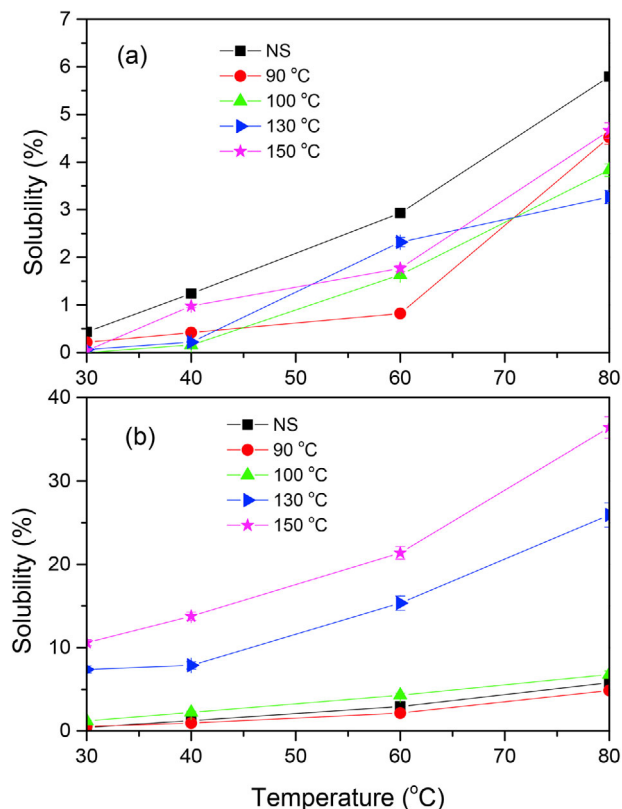 (a)
NS
90 °C
100 °C
130 °C
150 °C
Solubility (%)
7
6
5
4
3
2
1
0
30 40 50 60 70 80
(b)
NS
90 °C
100 °C
130 °C
150 °C
Solubility (%)
40
30
20
10
0
30 40 50 60 70 80
Temperature (°C)